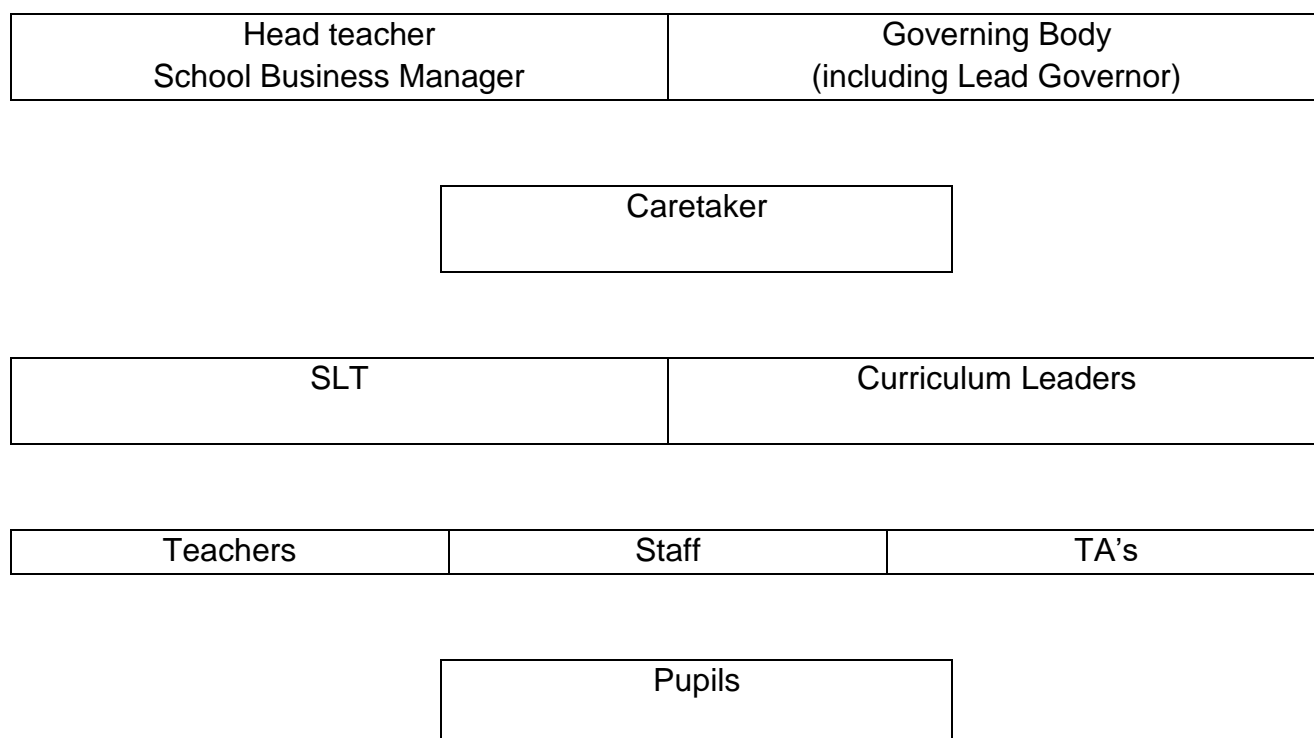 Head teacher
School Business Manager
Governing Body
(including Lead Governor)
Caretaker
SLT
Curriculum Leaders
Teachers
Staff
TA’s
Pupils